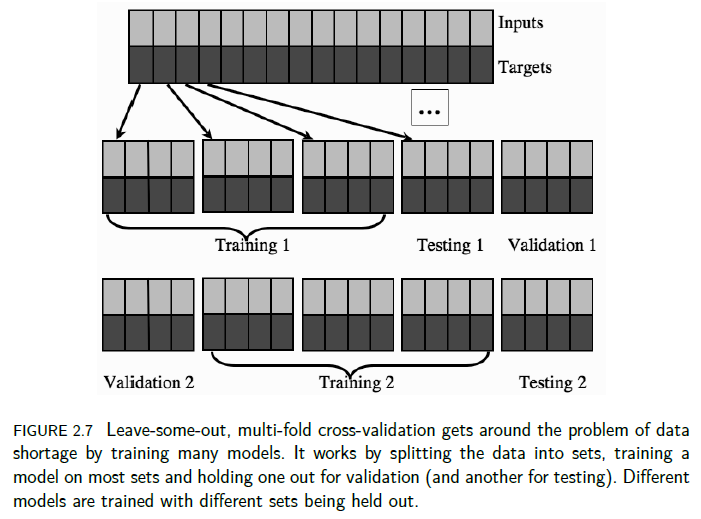 Inputs
Targets
...
Training 1 Testing 1 Validation 1
Validation 2 Training 2 Testing 2
FIGURE 2.7 Leave-some-out, multi-fold cross-validation gets around the problem of data
shortage by training many models. It works by splitting the data into sets, training a
model on most sets and holding one out for validation (and another for testing). Different
models are trained with different sets being held out.